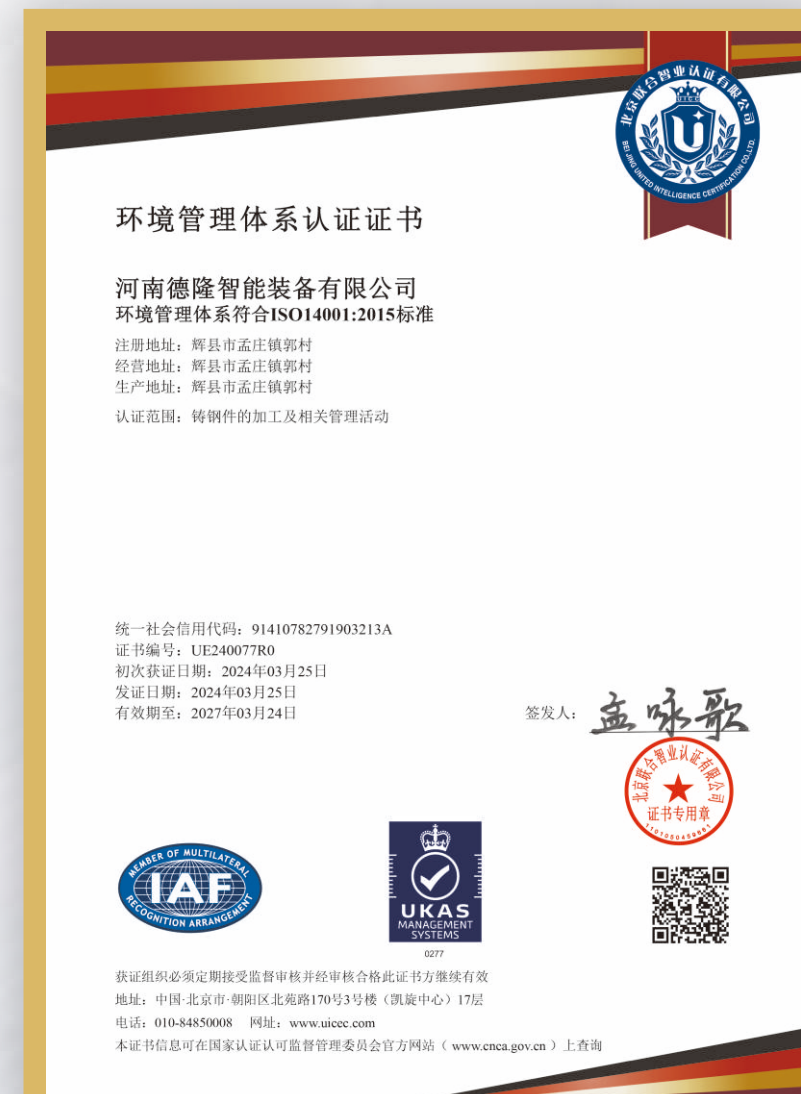 北京联合智业认证有限公司
UICC
BEI JING UNITED INTELLIGENCE CERTIFICATION CO.,LTD.
环境管理体系认证证书
河南德隆智能装备有限公司
环境管理体系符合ISO14001:2015标准
注册地址：辉县市孟庄镇郭村
经营地址：辉县市孟庄镇郭村
生产地址：辉县市孟庄镇郭村
认证范围：铸钢件的加工及相关管理活动
统一社会信用代码：91410782791903213A
证书编号：UE240077R0
初次获证日期：2024年03月25日
发证日期：2024年03月25日
有效期至：2027年03月24日
签发人：孟咏歌
北京联合智业认证有限公司
证书专用章
MEMBER OF MULTILATERAL
IAF
RECOGNITION ARRANGEMENT
UKAS
MANAGEMENT
SYSTEMS
0277
获证组织必须定期接受监督审核并经审核合格此证书方继续有效
地址：中国·北京市·朝阳区北苑路170号3号楼（凯旋中心）17层
电话：010-84850008 网址：www.uicec.com
本证书信息可在国家认证认可监督管理委员会官方网站（ www.cnca.gov.cn ）上查询